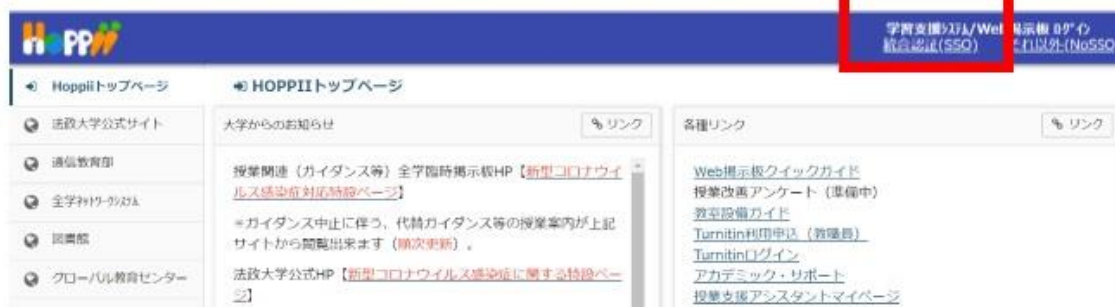 Hoppii
学習支援ｼｽﾃﾑ/Web掲示板 ﾛｸﾞｲﾝ
統合認証(SSO) それ以外(NoSSO
Hoppiiトップページ
HOPPIIトップページ
法政大学公式サイト
大学からのお知らせ
リンク
各種リンク
リンク
通信教育部
全学ﾈｯﾄﾜｰｸｼｽﾃﾑ
図書館
グローバル教育センター
授業関連（ガイダンス等）全学臨時掲示板HP【新型コロナウイ
ルス感染症対応特設ページ】
*ガイダンス中止に伴う、代替ガイダンス等の授業案内が上記
サイトから閲覧出来ます（順次更新）。
法政大学公式HP【新型コロナウイルス感染症に関する特設ペー
ジ】
Web掲示板クイックガイド
授業改善アンケート（準備中）
教室設備ガイド
Turnitin利用申込（教職員）
Turnitinログイン
アカデミック・サポート
授業支援アシスタントマイページ